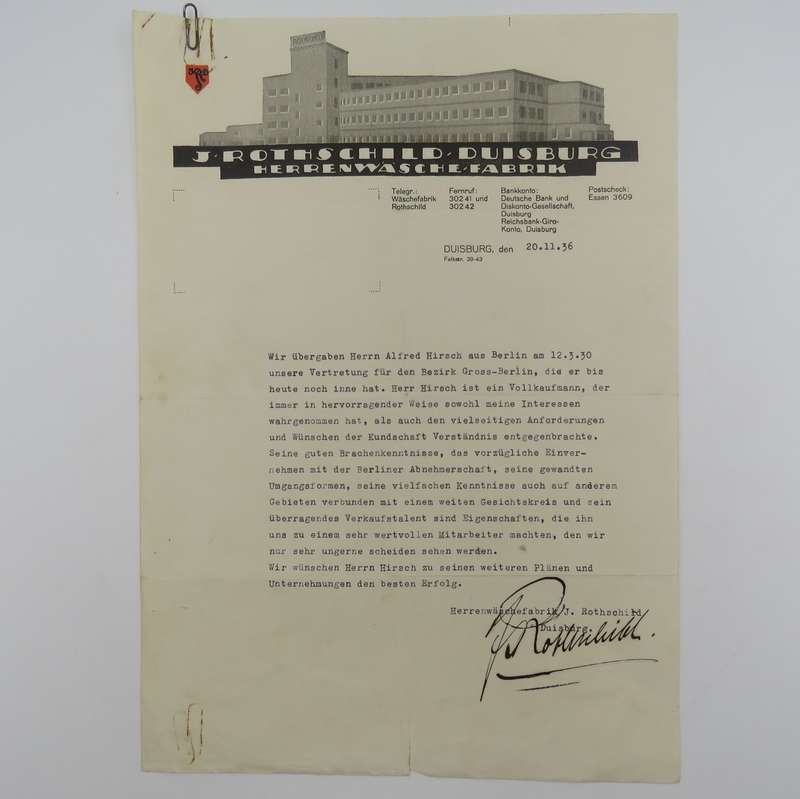 J·ROTHSCHILD·DUISBURG
HERRENWÄSCHE·FABRIK
Telegr.:
Wäschefabrik
Rothschild
Fernruf:
30241 und
30242
Bankkonto:
Deutsche Bank und
Diskonto-Gesellschaft,
Duisburg
Reichsbank-Giro-
Konto, Duisburg
Postscheck:
Essen 3609
DUISBURG, den 20.11.36
Falkstr. 39-43
Wir übergaben Herrn Alfred Hirsch aus Berlin am 12.3.30
unsere Vertretung für den Bezirk Gross-Berlin, die er bis
heute noch inne hat. Herr Hirsch ist ein Vollkaufmann, der
immer in hervorragender Weise sowohl meine Interessen
wahrgenommen hat, als auch den vielseitigen Anforderungen
und Wünschen der Kundschaft Verständnis entgegenbrachte.
Seine guten Brachenkenntnisse, das vorzügliche Einver-
nehmen mit der Berliner Abnehmerschaft, seine gewandten
Umgangsformen, seine vielfachen Kenntnisse auch auf anderem
Gebieten verbunden mit einem weiten Gesichtskreis und sein
überragendes Verkaufstalent sind Eigenschaften, die ihn
uns zu einem sehr wertvollen Mitarbeiter machten, den wir
nur sehr ungerne scheiden sehen werden.
Wir wünschen Herrn Hirsch zu seinen weiteren Plänen und
Unternehmungen den besten Erfolg.
Herrenwäschefabrik J. Rothschild
Duisburg.
J. Rothschild.